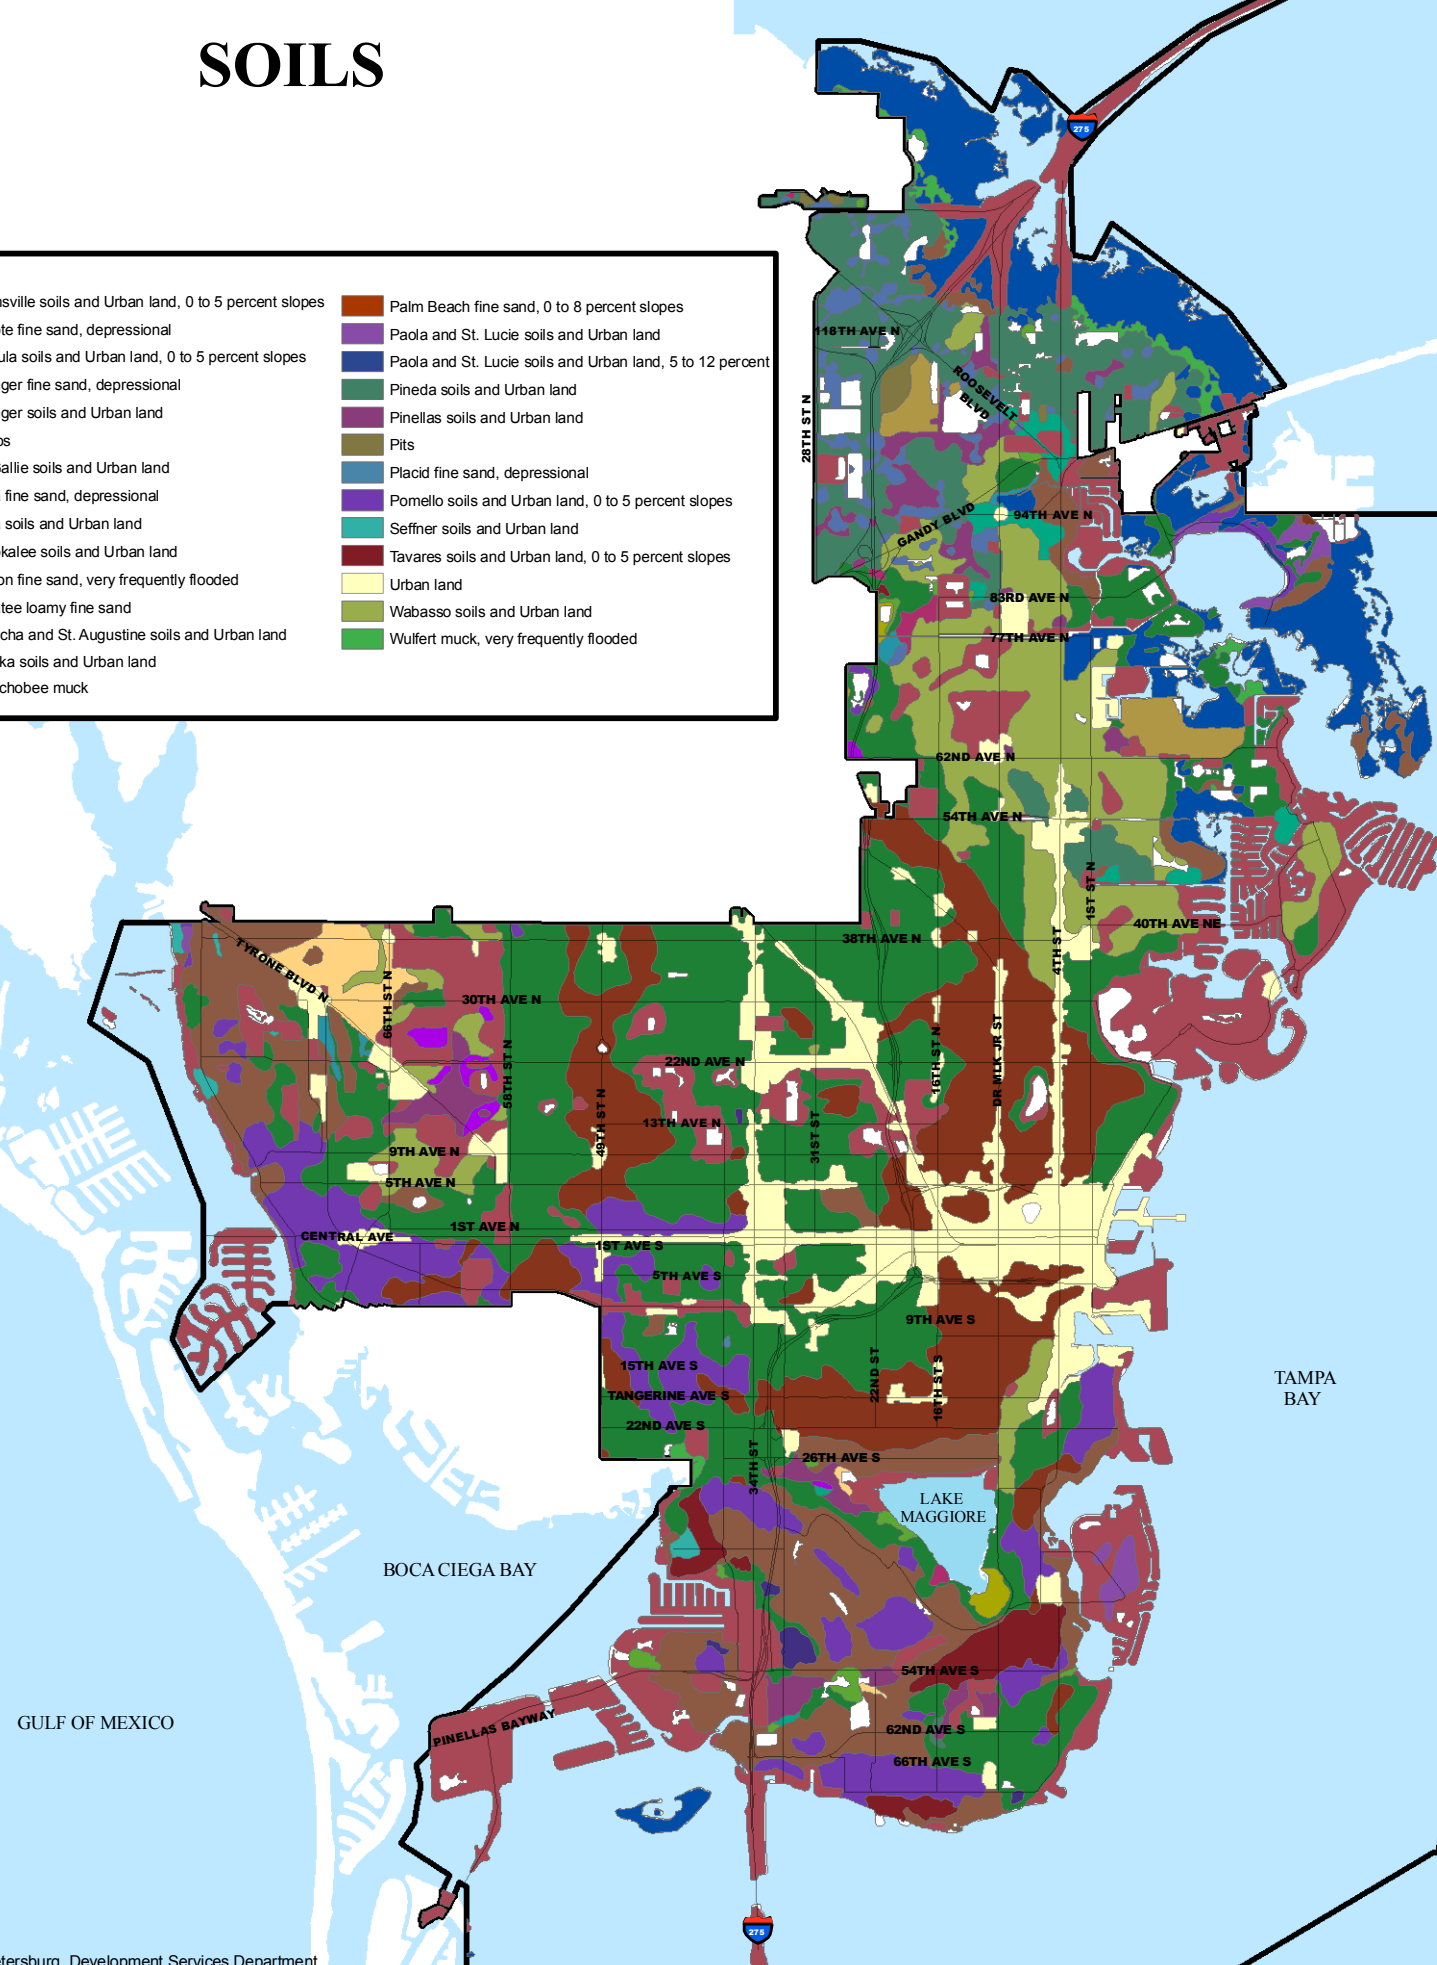 SOILS
275
sville soils and Urban land, 0 to 5 percent slopes
te fine sand, depressional
ula soils and Urban land, 0 to 5 percent slopes
ger fine sand, depressional
ger soils and Urban land
os
allie soils and Urban land
fine sand, depressional
soils and Urban land
kalee soils and Urban land
on fine sand, very frequently flooded
tee loamy fine sand
cha and St. Augustine soils and Urban land
ka soils and Urban land
chobee muck
Palm Beach fine sand, 0 to 8 percent slopes
Paola and St. Lucie soils and Urban land
Paola and St. Lucie soils and Urban land, 5 to 12 percent
Pineda soils and Urban land
Pinellas soils and Urban land
Pits
Placid fine sand, depressional
Pomello soils and Urban land, 0 to 5 percent slopes
Seffner soils and Urban land
Tavares soils and Urban land, 0 to 5 percent slopes
Urban land
Wabasso soils and Urban land
Wulfert muck, very frequently flooded
118TH AVE N
ROOSEVELT
BLVD
28TH ST N
GANDY BLVD
94TH AVE N
83RD AVE N
77TH AVE N
62ND AVE N
54TH AVE N
1ST ST N
40TH AVE NE
38TH AVE N
4TH ST
TYRONE BLVD N
66TH ST N
30TH AVE N
58TH ST N
22ND AVE N
16TH ST N
DR MLK JR ST
49TH ST N
13TH AVE N
31ST ST
9TH AVE N
5TH AVE N
1ST AVE N
CENTRAL AVE
1ST AVE S
5TH AVE S
9TH AVE S
15TH AVE S
22ND ST
16TH ST S
TANGERINE AVE S
22ND AVE S
34TH ST
26TH AVE S
LAKE
MAGGIORE
TAMPA
BAY
BOCA CIEGA BAY
54TH AVE S
GULF OF MEXICO
PINELLAS BAYWAY
62ND AVE S
66TH AVE S
275
etersburg, Development Services Department